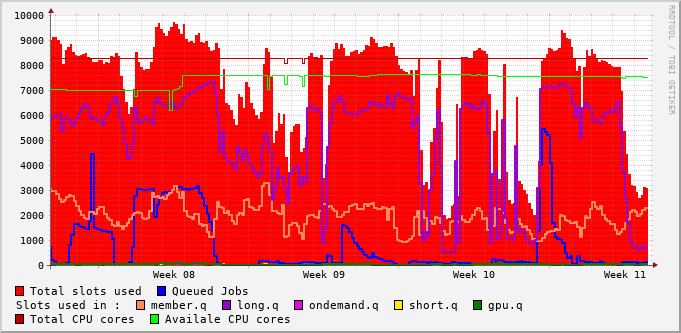 10000
9000
8000
7000
6000
5000
4000
3000
2000
1000
0
Week 08 Week 09 Week 10 Week 11
Total slots used Queued Jobs
Slots used in : member.q long.q ondemand.q short.q gpu.q
Total CPU cores Availale CPU cores
RRDTOOL / TOBI OETIKER